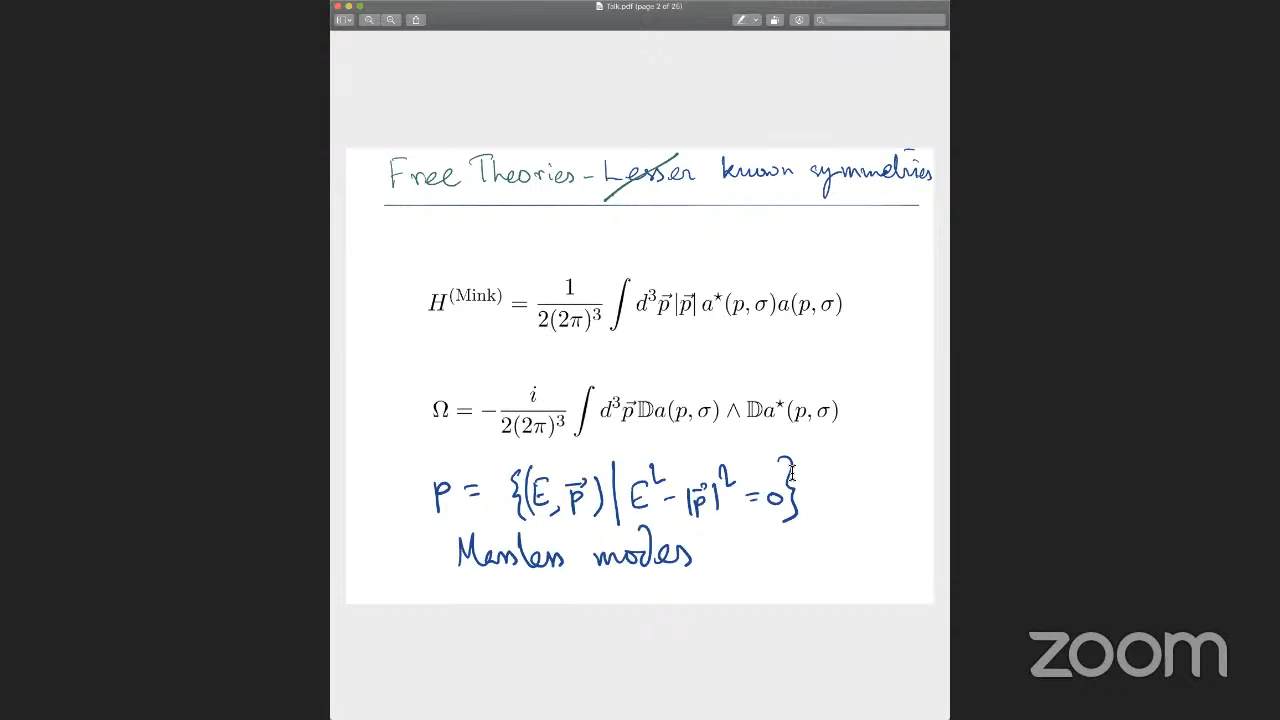 Talk.pdf (page 2 of 26)
Free Theories - Lesser known symmetries
H^(Mink) = 1/2(2π)^3 ∫ d^3p⃗ |p⃗| a*(p, σ)a(p, σ)
Ω = − i/2(2π)^3 ∫ d^3p⃗ 𝔻a(p, σ) ∧ 𝔻a*(p, σ)
p = {(E, p⃗) | E² − |p⃗|² = 0}
Massless modes
zoom